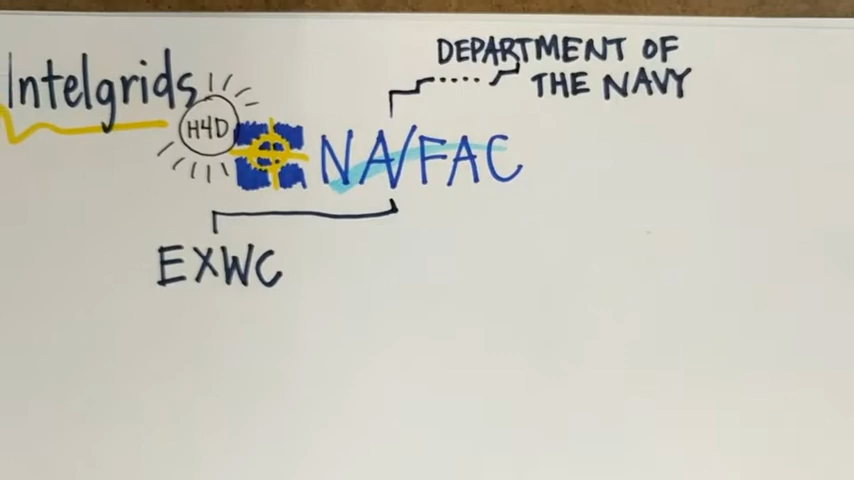 Intelgrids
H4D
DEPARTMENT OF
THE NAVY
NAVFAC
EXWC